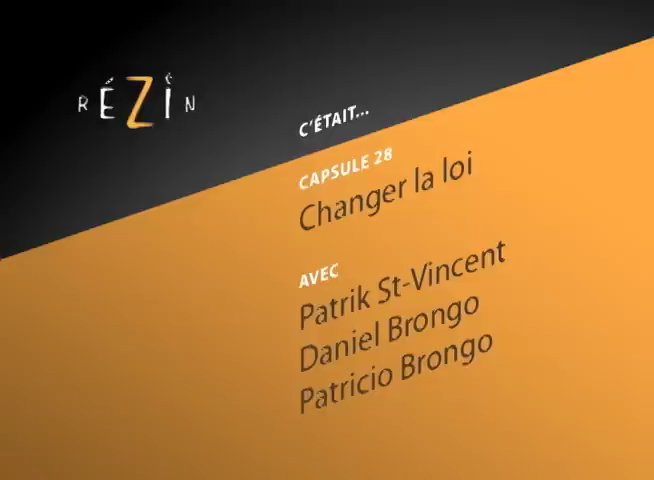 RÉZIN
C'ÉTAIT...
CAPSULE 28
Changer la loi
AVEC
Patrik St-Vincent
Daniel Brongo
Patricio Brongo